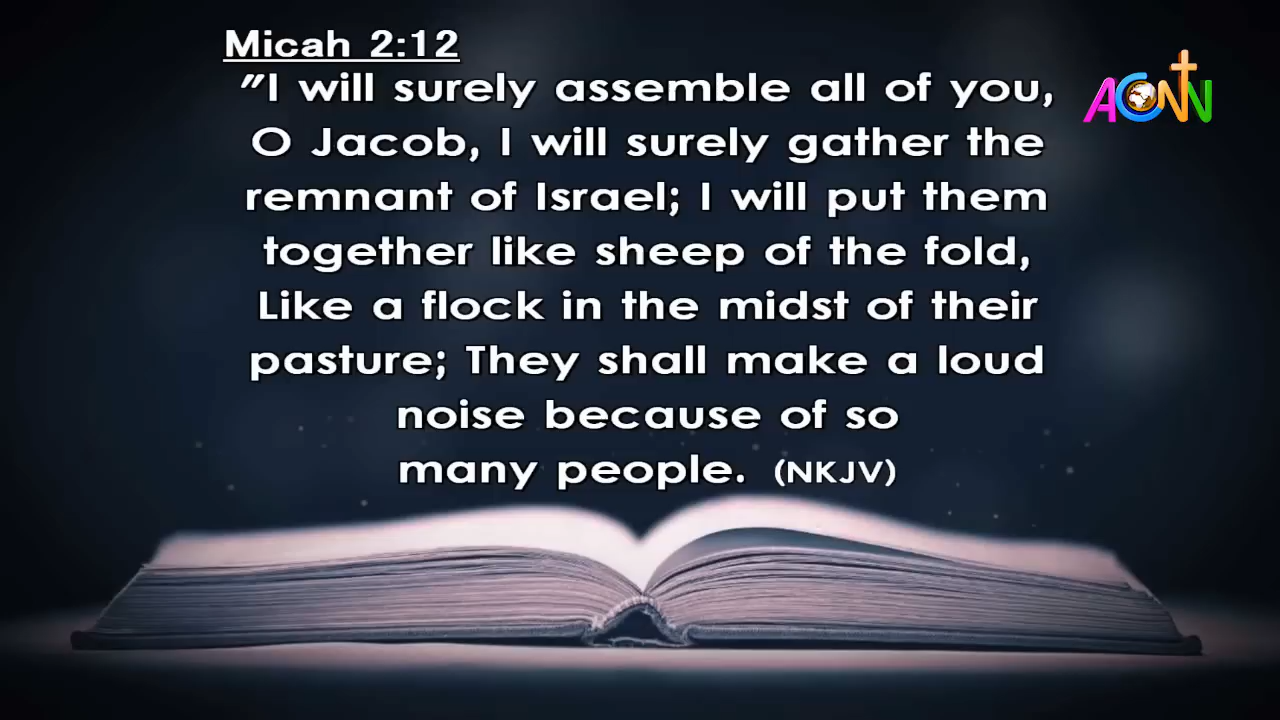 Micah 2:12
"I will surely assemble all of you,
O Jacob, I will surely gather the
remnant of Israel; I will put them
together like sheep of the fold,
Like a flock in the midst of their
pasture; They shall make a loud
noise because of so
many people. (NKJV)
ACNN